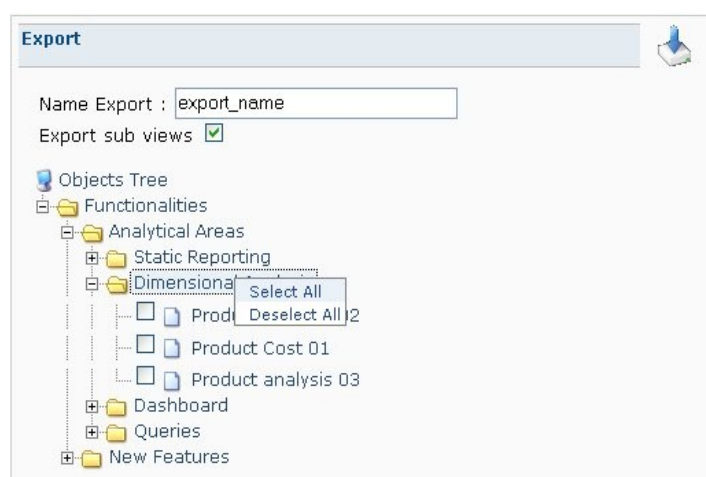 Export
Name Export : export_name
Export sub views
Objects Tree
Functionalities
Analytical Areas
Static Reporting
Dimensional
Select All
Deselect All
Product Cost 01
Product analysis 03
Dashboard
Queries
New Features